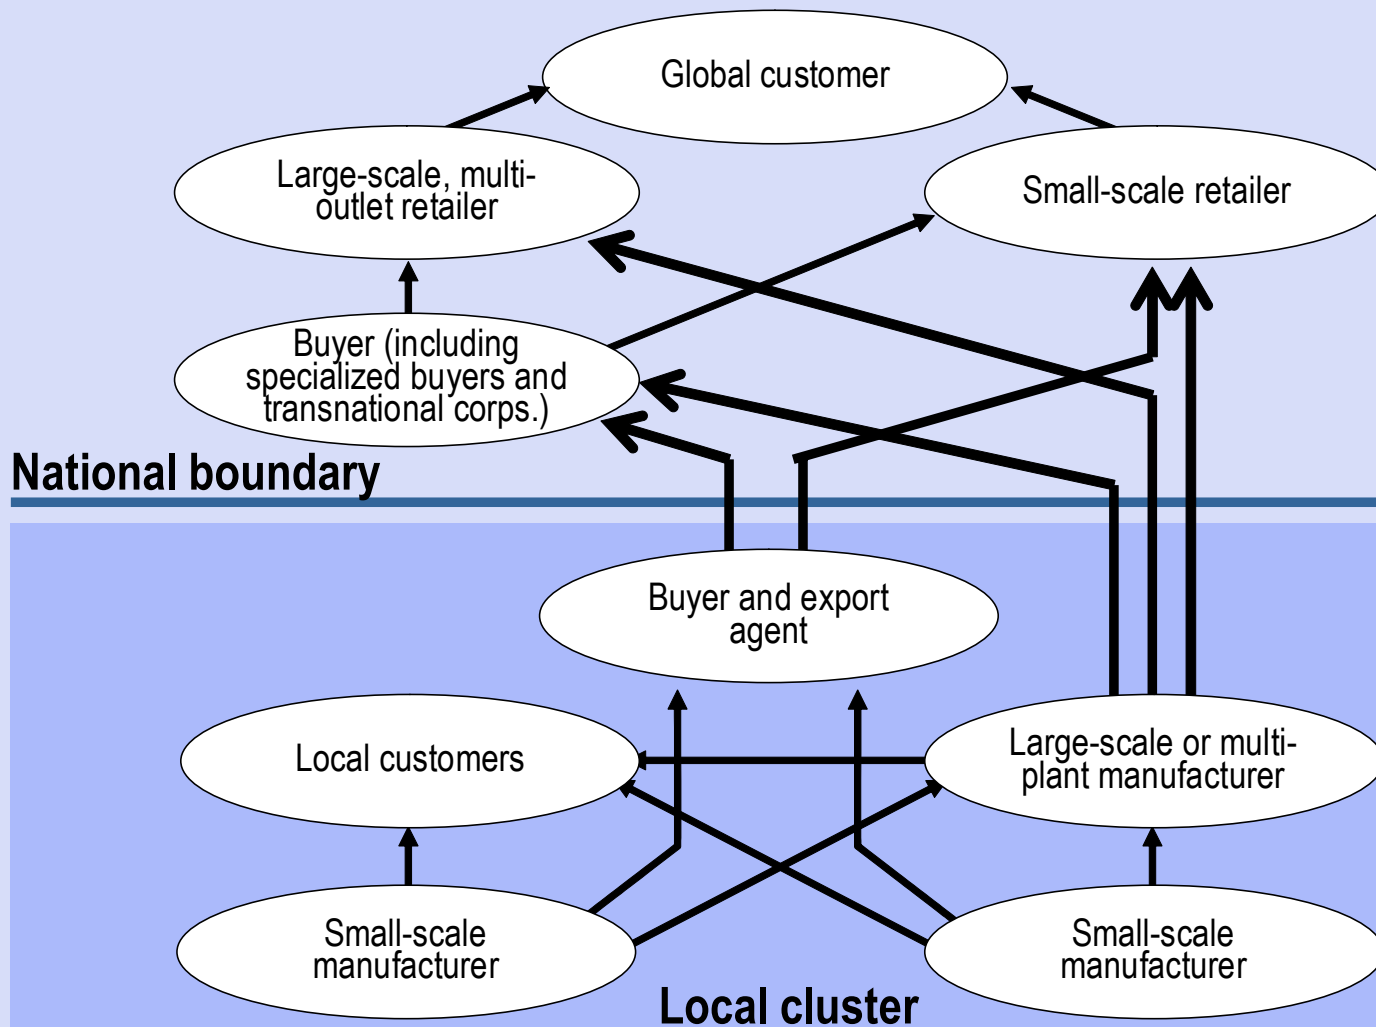 Global customer
Large-scale, multi-
outlet retailer
Small-scale retailer
Buyer (including
specialized buyers and
transnational corps.)
National boundary
Buyer and export
agent
Local customers
Large-scale or multi-
plant manufacturer
Small-scale
manufacturer
Small-scale
manufacturer
Local cluster